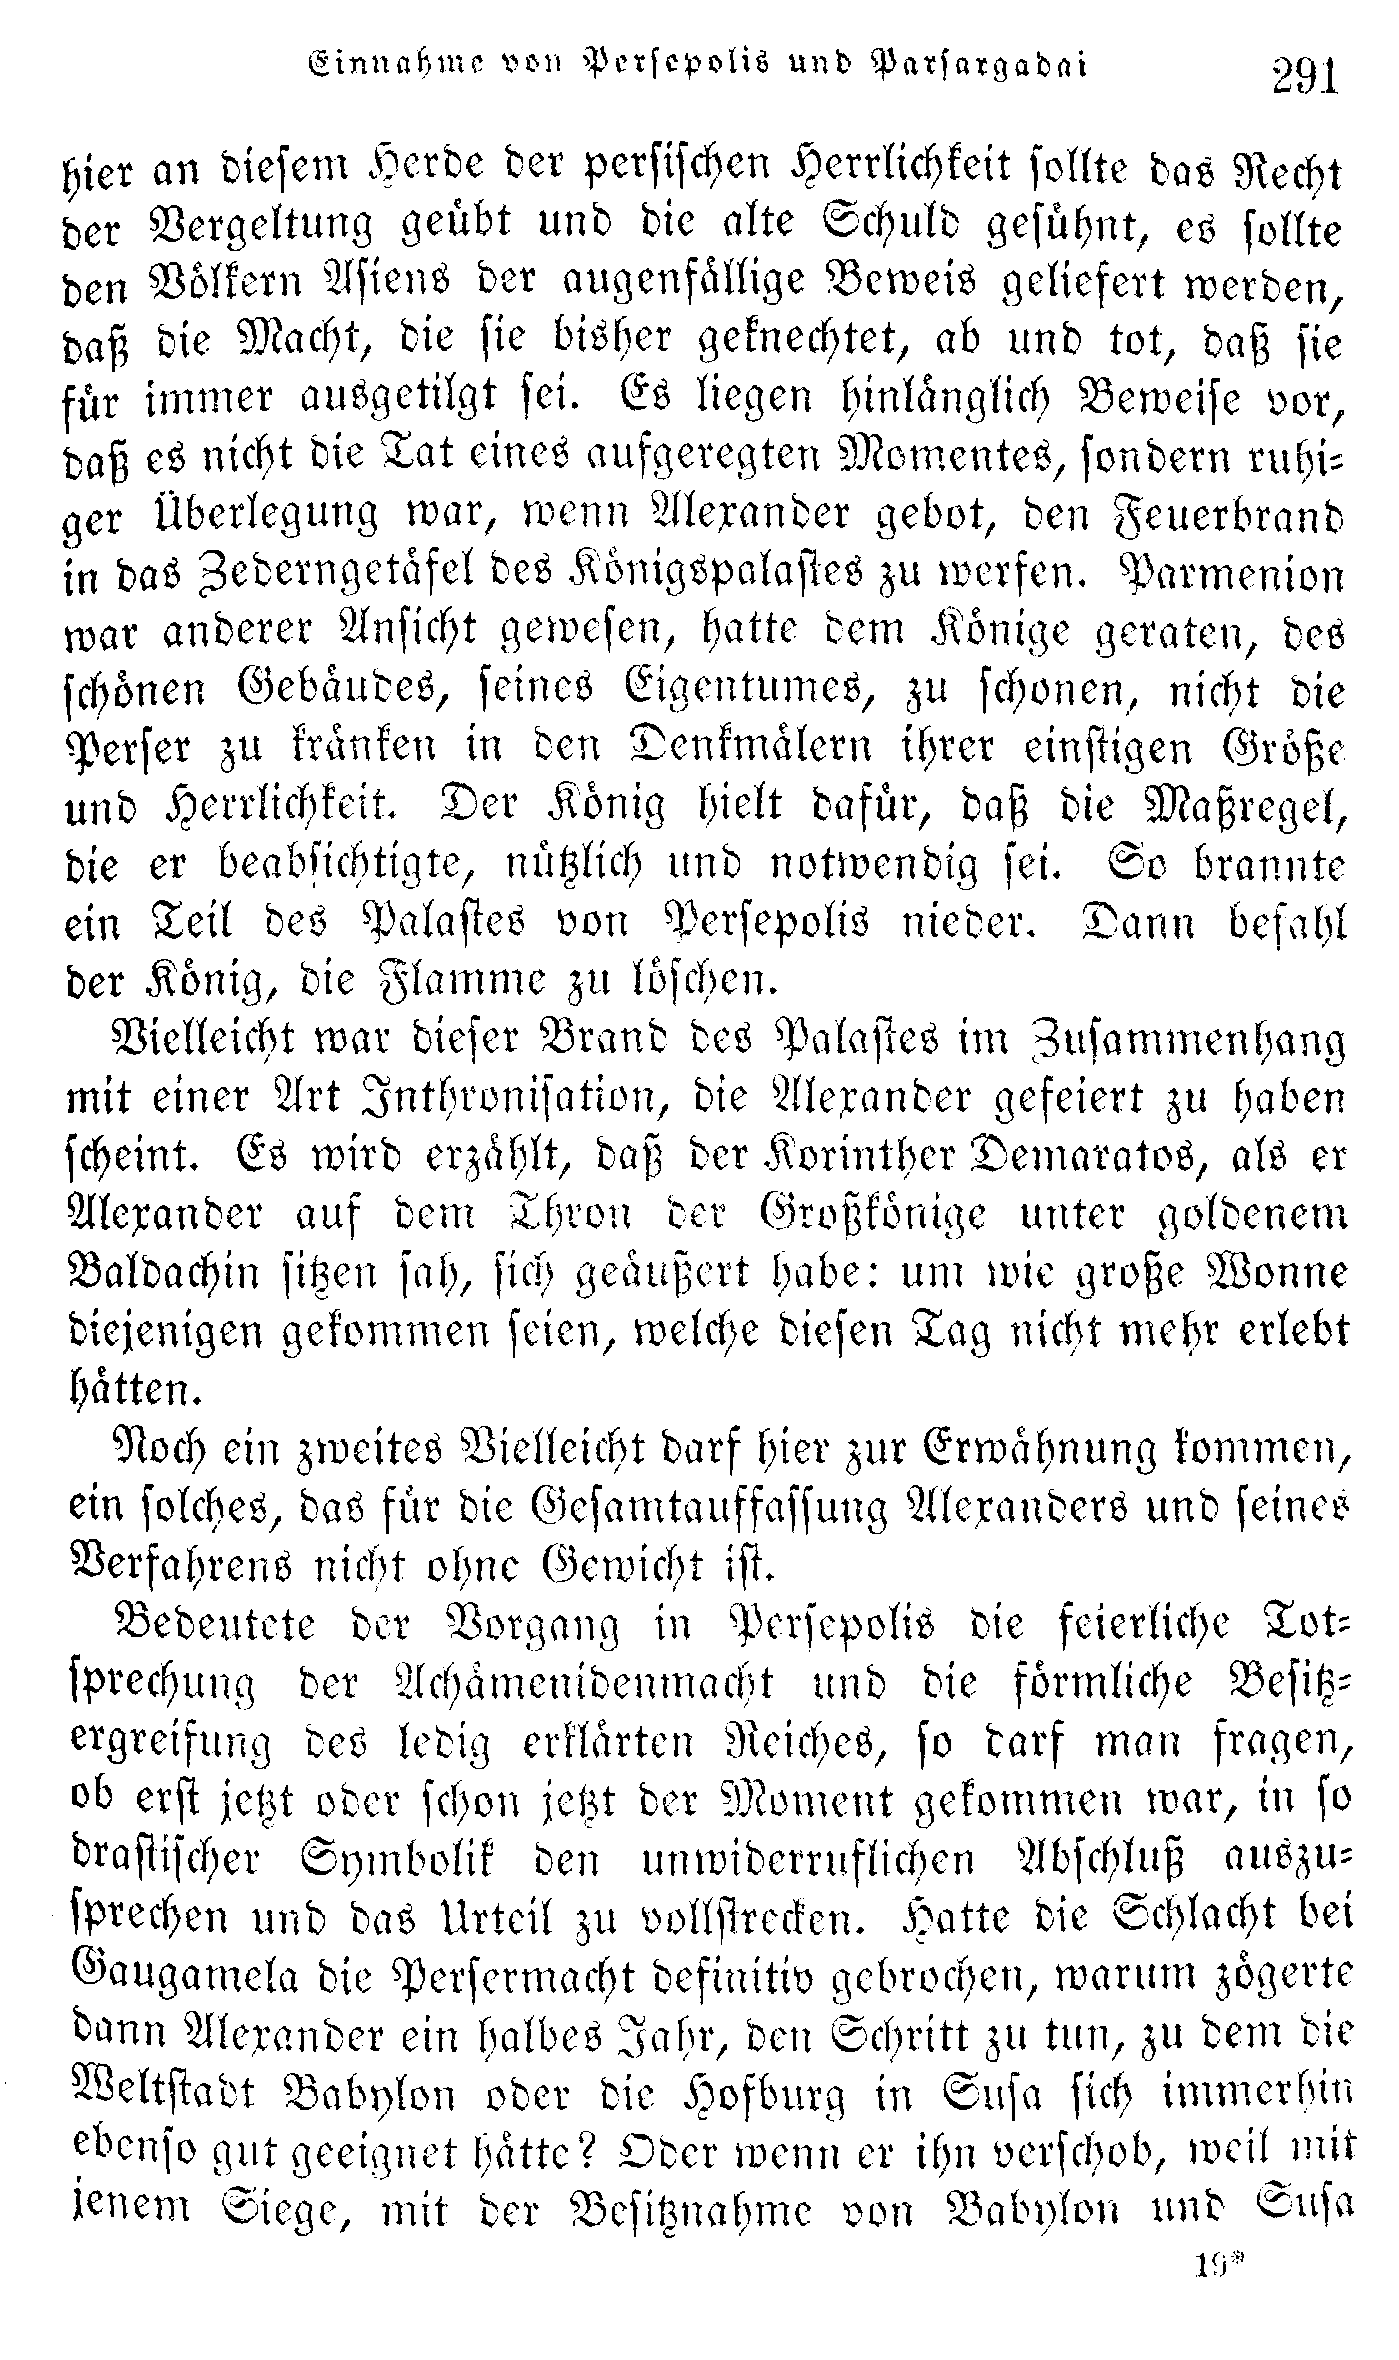 Einnahme von Persepolis und Parsargadai 291
hier an diesem Herde der persischen Herrlichkeit sollte das Recht
der Vergeltung geübt und die alte Schuld gesühnt, es sollte
den Völkern Asiens der augenfällige Beweis geliefert werden,
daß die Macht, die sie bisher geknechtet, ab und tot, daß sie
für immer ausgetilgt sei. Es liegen hinlänglich Beweise vor,
daß es nicht die Tat eines aufgeregten Momentes, sondern ruhi-
ger Überlegung war, wenn Alexander gebot, den Feuerbrand
in das Zederngetäfel des Königspalastes zu werfen. Parmenion
war anderer Ansicht gewesen, hatte dem Könige geraten, des
schönen Gebäudes, seines Eigentumes, zu schonen, nicht die
Perser zu kränken in den Denkmälern ihrer einstigen Größe
und Herrlichkeit. Der König hielt dafür, daß die Maßregel,
die er beabsichtigte, nützlich und notwendig sei. So brannte
ein Teil des Palastes von Persepolis nieder. Dann befahl
der König, die Flamme zu löschen.
Vielleicht war dieser Brand des Palastes im Zusammenhang
mit einer Art Inthronisation, die Alexander gefeiert zu haben
scheint. Es wird erzählt, daß der Korinther Demaratos, als er
Alexander auf dem Thron der Großkönige unter goldenem
Baldachin sitzen sah, sich geäußert habe: um wie große Wonne
diejenigen gekommen seien, welche diesen Tag nicht mehr erlebt
hätten.
Noch ein zweites Vielleicht darf hier zur Erwähnung kommen,
ein solches, das für die Gesamtauffassung Alexanders und seines
Verfahrens nicht ohne Gewicht ist.
Bedeutete der Vorgang in Persepolis die feierliche Tot-
sprechung der Achämenidenmacht und die förmliche Besitz-
ergreifung des ledig erklärten Reiches, so darf man fragen,
ob erst jetzt oder schon jetzt der Moment gekommen war, in so
drastischer Symbolik den unwiderruflichen Abschluß auszu-
sprechen und das Urteil zu vollstrecken. Hatte die Schlacht bei
Gaugamela die Persermacht definitiv gebrochen, warum zögerte
dann Alexander ein halbes Jahr, den Schritt zu tun, zu dem die
Weltstadt Babylon oder die Hofburg in Susa sich immerhin
ebenso gut geeignet hätte? Oder wenn er ihn verschob, weil mit
jenem Siege, mit der Besitznahme von Babylon und Susa
19*